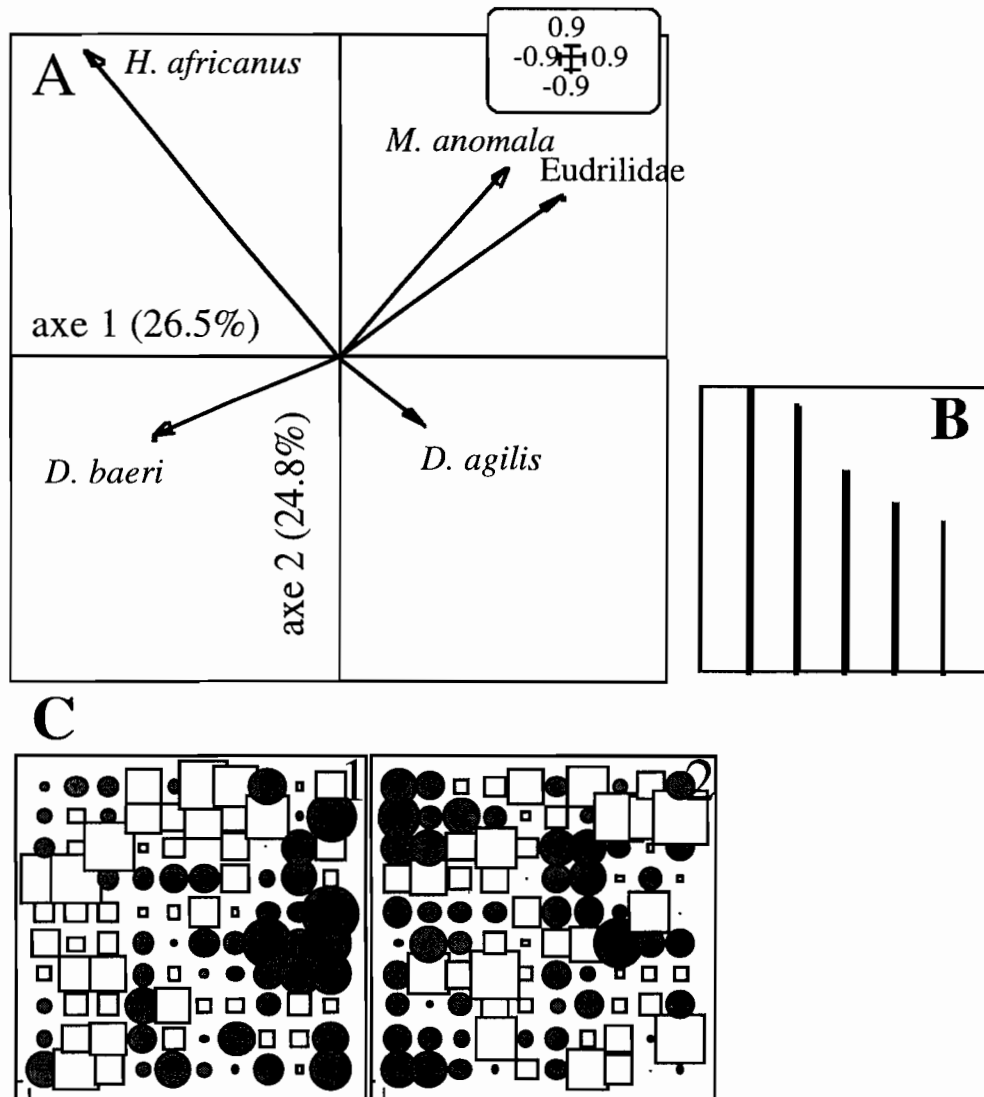 A
H. africanus
0.9
-0.9 0.9
-0.9
M. anomala
Eudrilidae
axe 1 (26.5%)
D. baeri
axe 2 (24.8%)
D. agilis
B
C
1
2